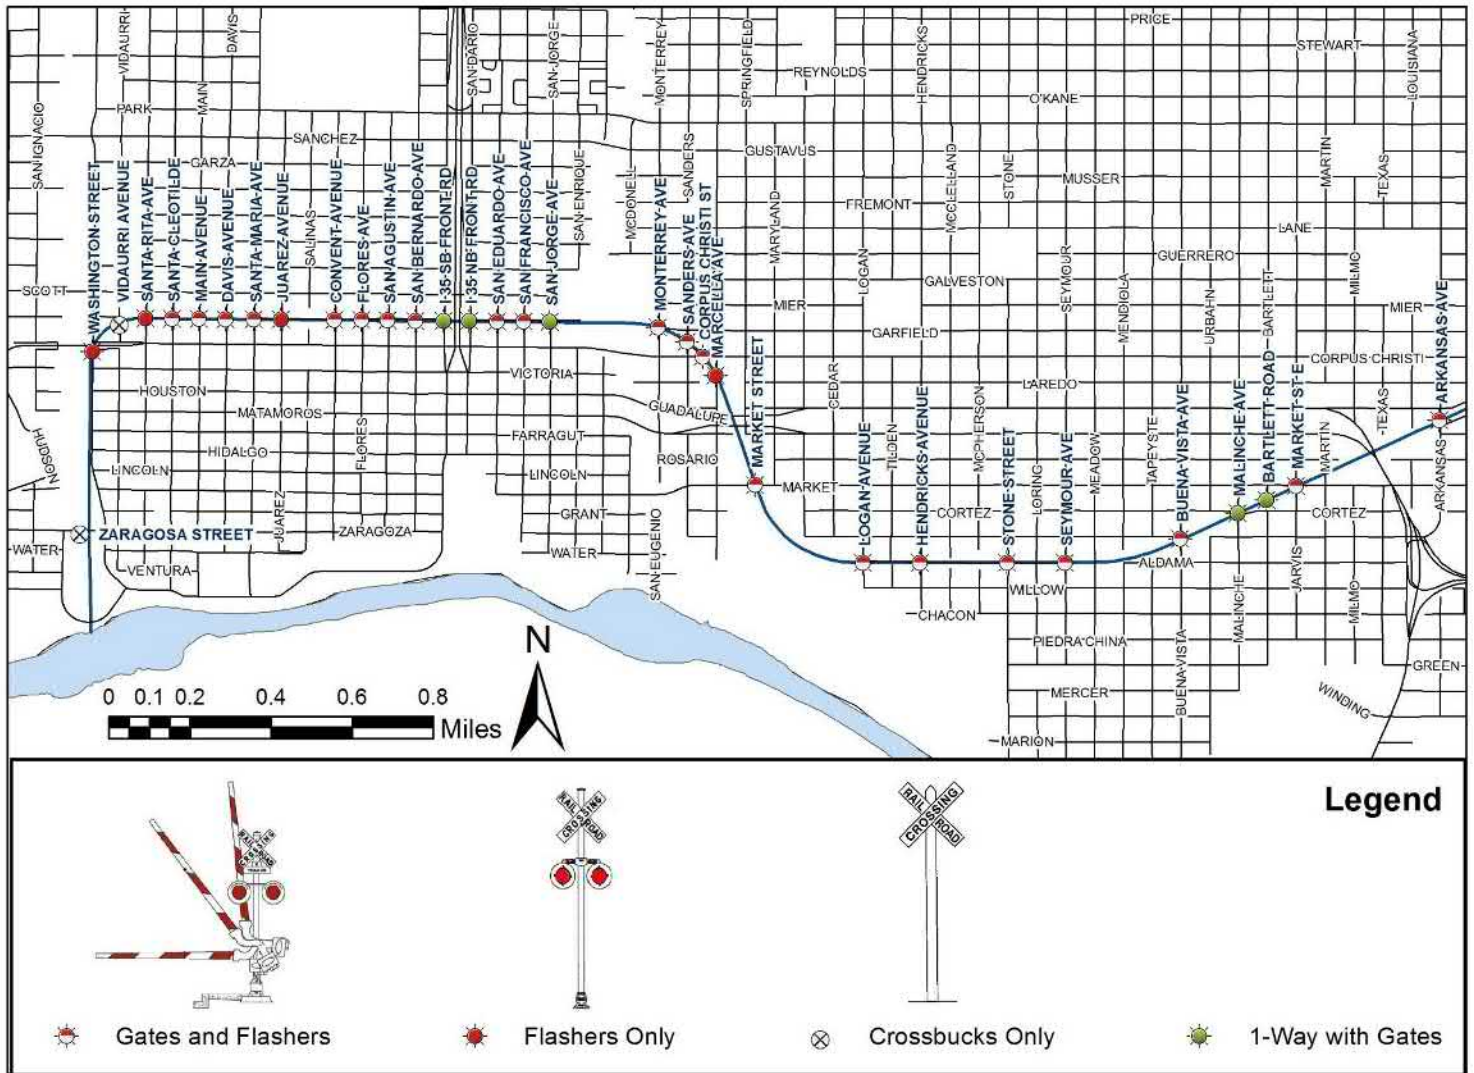 PRICE
VIDAURRI
DAVIS
SAN DARIO
SAN JORGE
MONTERREY
SPRINGFIELD
HENDRICKS
STEWART
LOUISIANA
REYNOLDS
MAIN
PARK
O'KANE
SAN IGNACIO
SANCHEZ
SANDERS
GUSTAVUS
MCCLELLAND
STONE
MARTIN
TEXAS
GARZA
MUSSER
SAN ENRIQUE
MCDONELL
MARYLAND
FREMONT
LANE
SALINAS
WASHINGTON STREET
VIDAURRI AVENUE
SANTA RITA AVE
SANTA CLEOTILDE
MAIN AVENUE
DAVIS AVENUE
SANTA MARIA AVE
JUAREZ AVENUE
CONVENT AVENUE
FLORES AVE
SAN AGUSTIN AVE
SAN BERNARDO AVE
I-35 SB FRONT RD
I-35 NB FRONT RD
SAN EDUARDO AVE
SAN FRANCISCO AVE
SAN JORGE AVE
MONTERREY AVE
SANDERS AVE
CORPUS CHRISTI ST
MARCELLA AVE
LOGAN
SEYMOUR
GUERRERO
MILMO
SCOTT
GALVESTON
MENDIOLA
URBAHN
BARTLETT
MIER
MIER
ARKANSAS AVE
GARFIELD
CORPUS CHRISTI
VICTORIA
HOUSTON
CEDAR
LAREDO
MARKET STREET
MATAMOROS
GUADALUPE
BUENA VISTA AVE
MALINCHE AVE
BARTLETT ROAD
MARKET ST E
TEXAS
HUDSON
HIDALGO
FLORES
FARRAGUT
LINCOLN
LINCOLN
ROSARIO
LOGAN AVENUE
TILDEN
HENDRICKS AVENUE
MCPHERSON
STONE STREET
LORING
SEYMOUR AVE
MEADOW
TAPEYSTE
MARTIN
ARKANSAS
MARKET
GRANT
CORTEZ
CORTEZ
ZARAGOSA STREET
JUAREZ
ZARAGOZA
WATER
WATER
VENTURA
SAN EUGENIO
ALDAMA
WILLOW
CHACON
MALINCHE
JARVIS
MILMO
PIEDRA CHINA
BUENA VISTA
GREEN
MERCER
WINDING
MARION
N
0 0.1 0.2 0.4 0.6 0.8
Miles
Legend
RAIL ROAD CROSSING
RAIL ROAD CROSSING
RAIL ROAD CROSSING
Gates and Flashers
Flashers Only
Crossbucks Only
1-Way with Gates